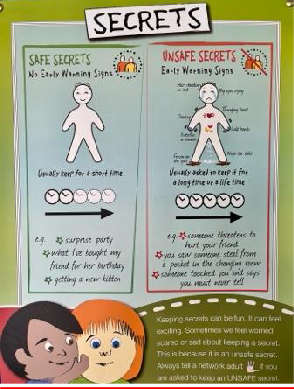 SECRETS
SAFE SECRETS
No Early Warning Signs
UNSAFE SECRETS
Early Warning Signs
Usually kept for a short time
Usually asked to keep it for
a long time or a life time
e.g. surprise party
what I've bought my
friend for her birthday
getting a new kitten
e.g. someone threatens to
hurt your friend
you saw someone steal from
a pocket in the changing room
someone touched you and says
you must never tell
Keeping secrets can be fun. It can feel
exciting. Sometimes we feel worried
scared or sad about keeping a secret.
This is because it is an unsafe secret.
Always tell a network adult if you
are asked to keep an UNSAFE secret.